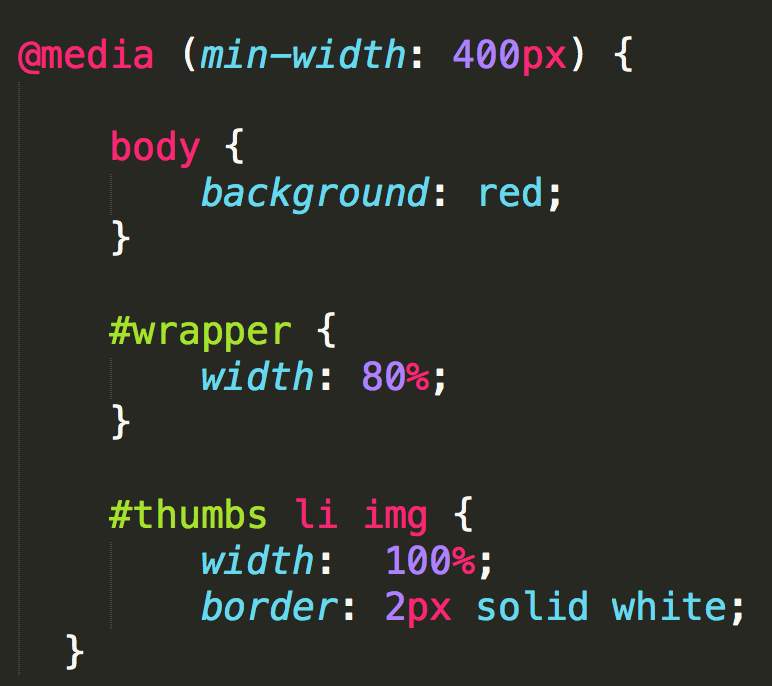 @media (min-width: 400px) {
body {
background: red;
}
#wrapper {
width: 80%;
}
#thumbs li img {
width:  100%;
border: 2px solid white;
}